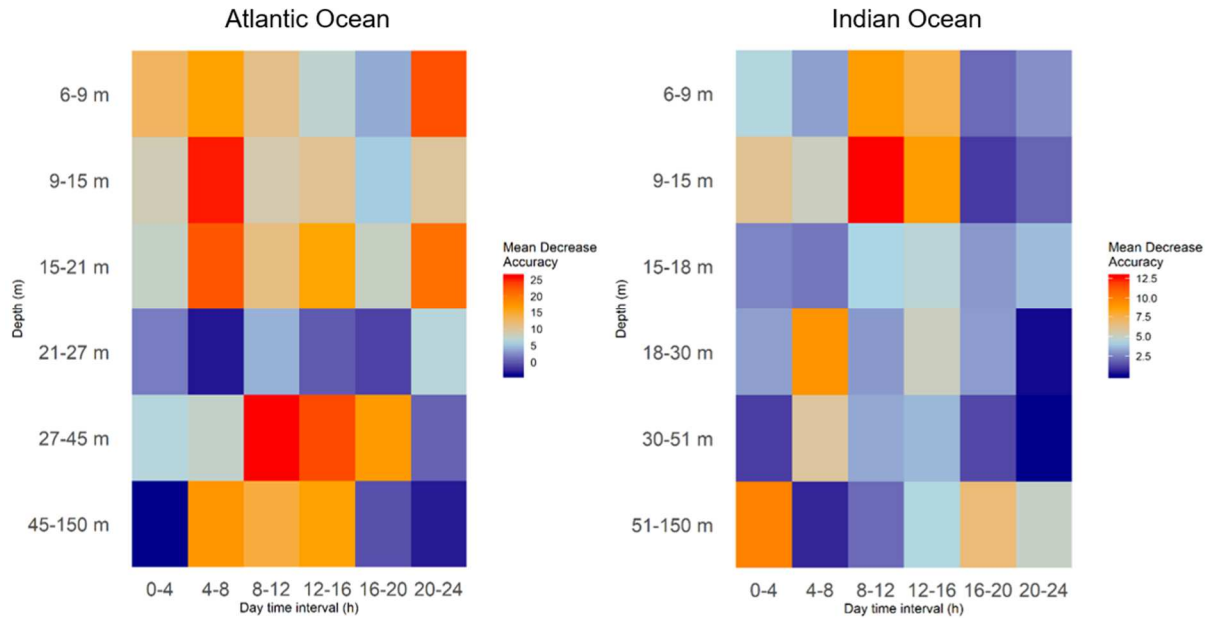 Atlantic Ocean
6-9 m
9-15 m
15-21 m
21-27 m
27-45 m
45-150 m
Depth (m)
0-4 4-8 8-12 12-16 16-20 20-24
Day time interval (h)
Mean Decrease
Accuracy
25
20
15
10
5
0
Indian Ocean
6-9 m
9-15 m
15-18 m
18-30 m
30-51 m
51-150 m
Depth (m)
0-4 4-8 8-12 12-16 16-20 20-24
Day time interval (h)
Mean Decrease
Accuracy
12.5
10.0
7.5
5.0
2.5